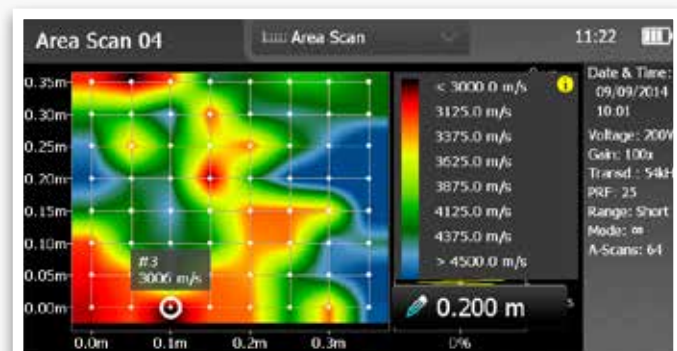 Area Scan 04
Area Scan
11:22
0.35m
0.30m
0.25m
0.20m
0.15m
0.10m
0.05m
0.00m
#3
3006 m/s
0.0m 0.1m 0.2m 0.3m
< 3000.0 m/s
3125.0 m/s
3375.0 m/s
3625.0 m/s
3875.0 m/s
4125.0 m/s
4375.0 m/s
> 4500.0 m/s
i
0.200 m
0%
Date & Time:
09/09/2014
10:01
Voltage: 200V
Gain: 100x
Transd.: 54kH
PRF: 25
Range: Short
Mode: ∞
A-Scans: 64